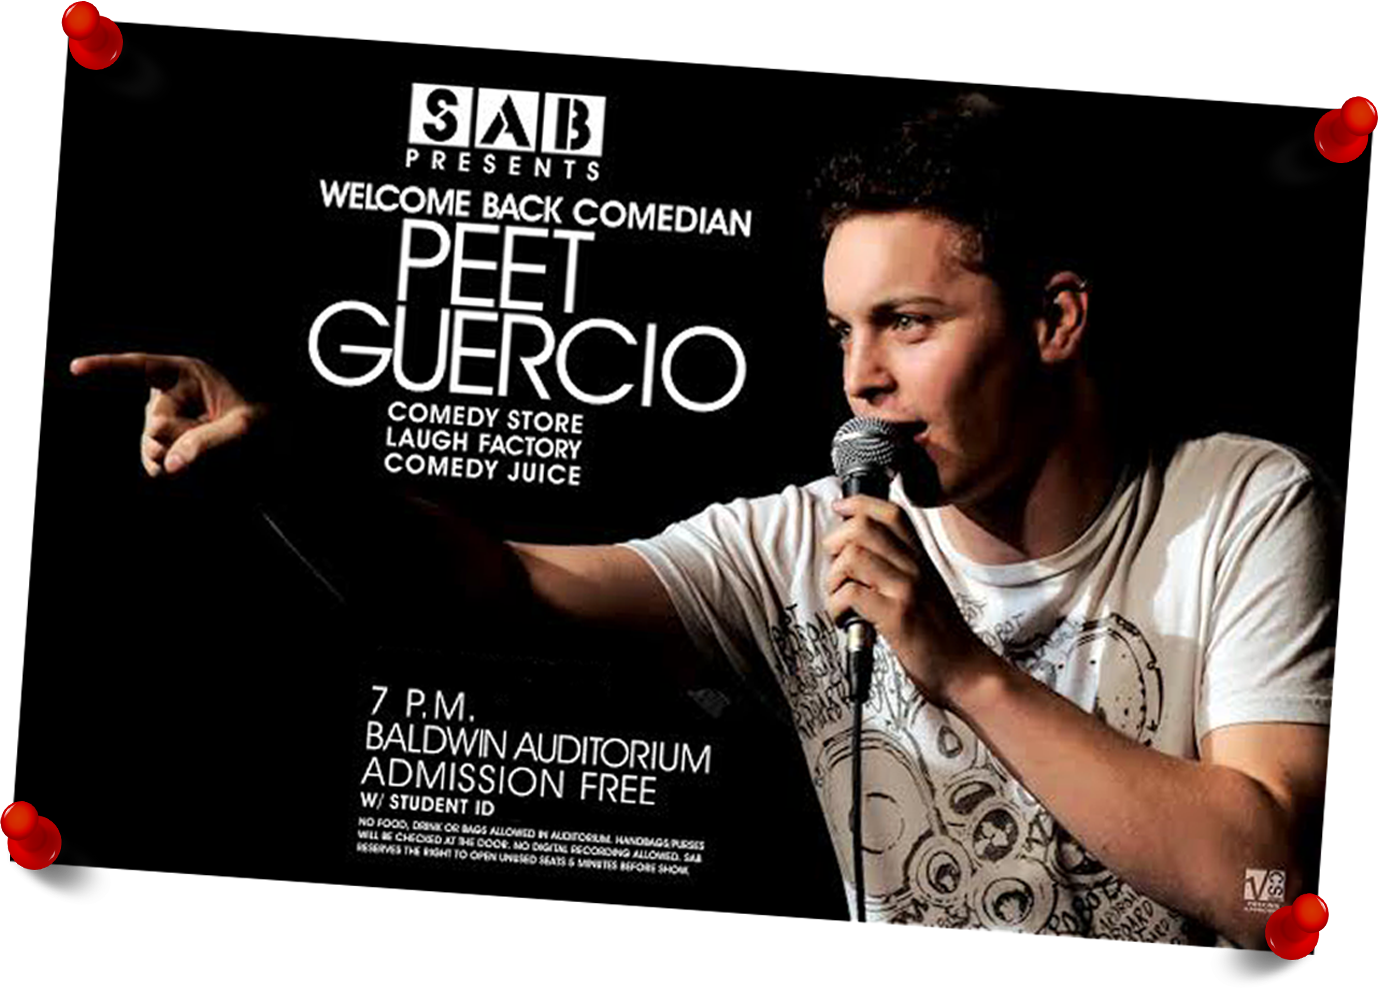 SAB
PRESENTS
WELCOME BACK COMEDIAN
PEET
GUERCIO
COMEDY STORE
LAUGH FACTORY
COMEDY JUICE
7 P.M.
BALDWIN AUDITORIUM
ADMISSION FREE
W/ STUDENT ID
NO FOOD, DRINK OR BAGS ALLOWED IN AUDITORIUM. HANDBAGS/PURSES
WILL BE CHECKED AT THE DOOR. NO DIGITAL RECORDING ALLOWED. SAB
RESERVES THE RIGHT TO OPEN UNUSED SEATS 5 MINUTES BEFORE SHOW.